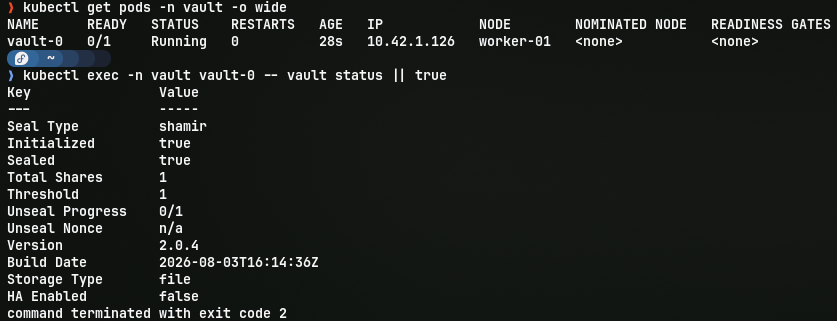 ❯ kubectl get pods -n vault -o wide
NAME      READY   STATUS    RESTARTS   AGE   IP            NODE        NOMINATED NODE   READINESS GATES
vault-0   0/1     Running   0          28s   10.42.1.126   worker-01   <none>           <none>
~
❯ kubectl exec -n vault vault-0 -- vault status || true
Key                Value
---                -----
Seal Type          shamir
Initialized        true
Sealed             true
Total Shares       1
Threshold          1
Unseal Progress    0/1
Unseal Nonce       n/a
Version            2.0.4
Build Date         2026-08-03T16:14:36Z
Storage Type       file
HA Enabled         false
command terminated with exit code 2